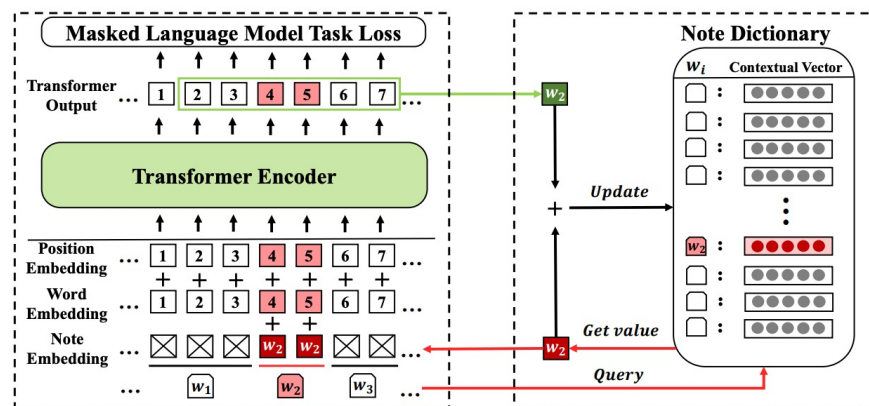 Masked Language Model Task Loss
Transformer Output ... 1 2 3 4 5 6 7 ...
Transformer Encoder
Position Embedding ... 1 2 3 4 5 6 7 ...
+ + + + + + +
Word Embedding ... 1 2 3 4 5 6 7 ...
+ +
Note Embedding ... w₂ w₂ ...
... w₁ w₂ w₃ ...
w₂
+
Update
w₂
Get value
Query
Note Dictionary
wᵢ Contextual Vector
:
:
:
:
⋮
w₂ :
:
:
: